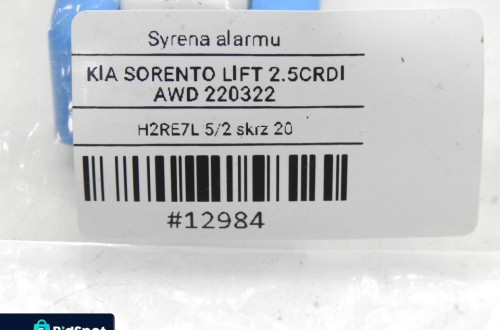 Syrena alarmu
KIA SORENTO LIFT 2.5CRDI
AWD 220322
H2RE7L 5/2 skrz 20
#12984